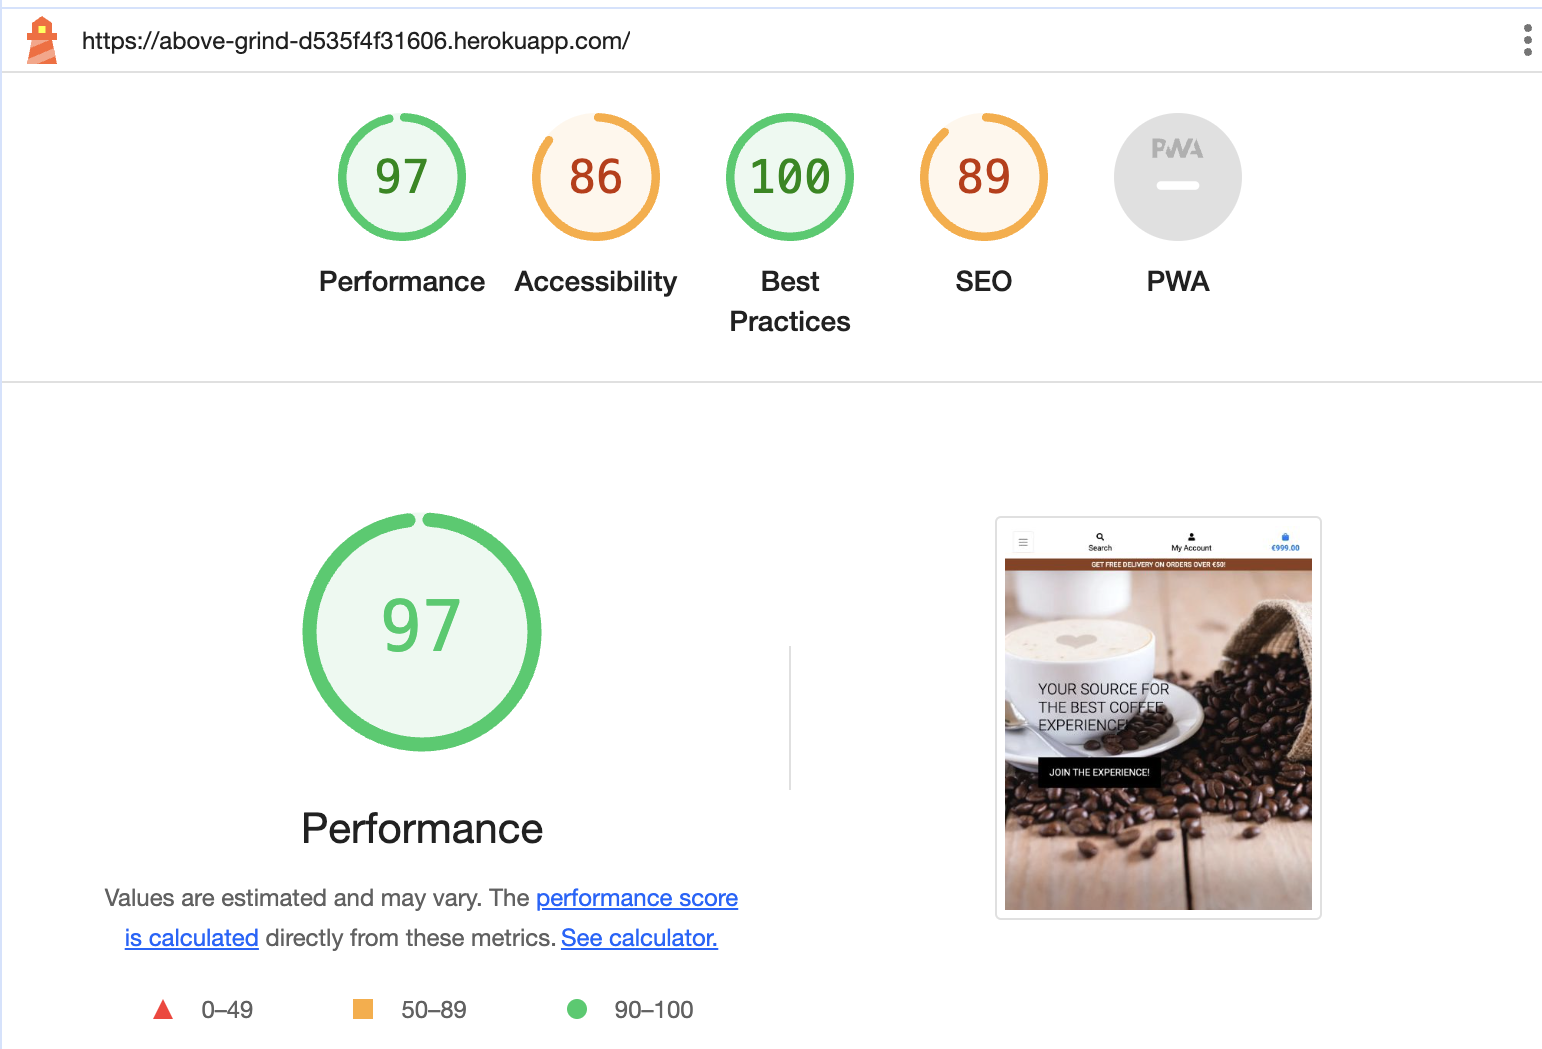 https://above-grind-d535f4f31606.herokuapp.com/
97
86
100
89
PWA
Performance
Accessibility
Best
Practices
SEO
PWA
97
Performance
Values are estimated and may vary. The performance score
is calculated directly from these metrics. See calculator.
0–49
50–89
90–100
Search
My Account
€999.00
GET FREE DELIVERY ON ORDERS OVER €50!
YOUR SOURCE FOR
THE BEST COFFEE
EXPERIENCE!
JOIN THE EXPERIENCE!